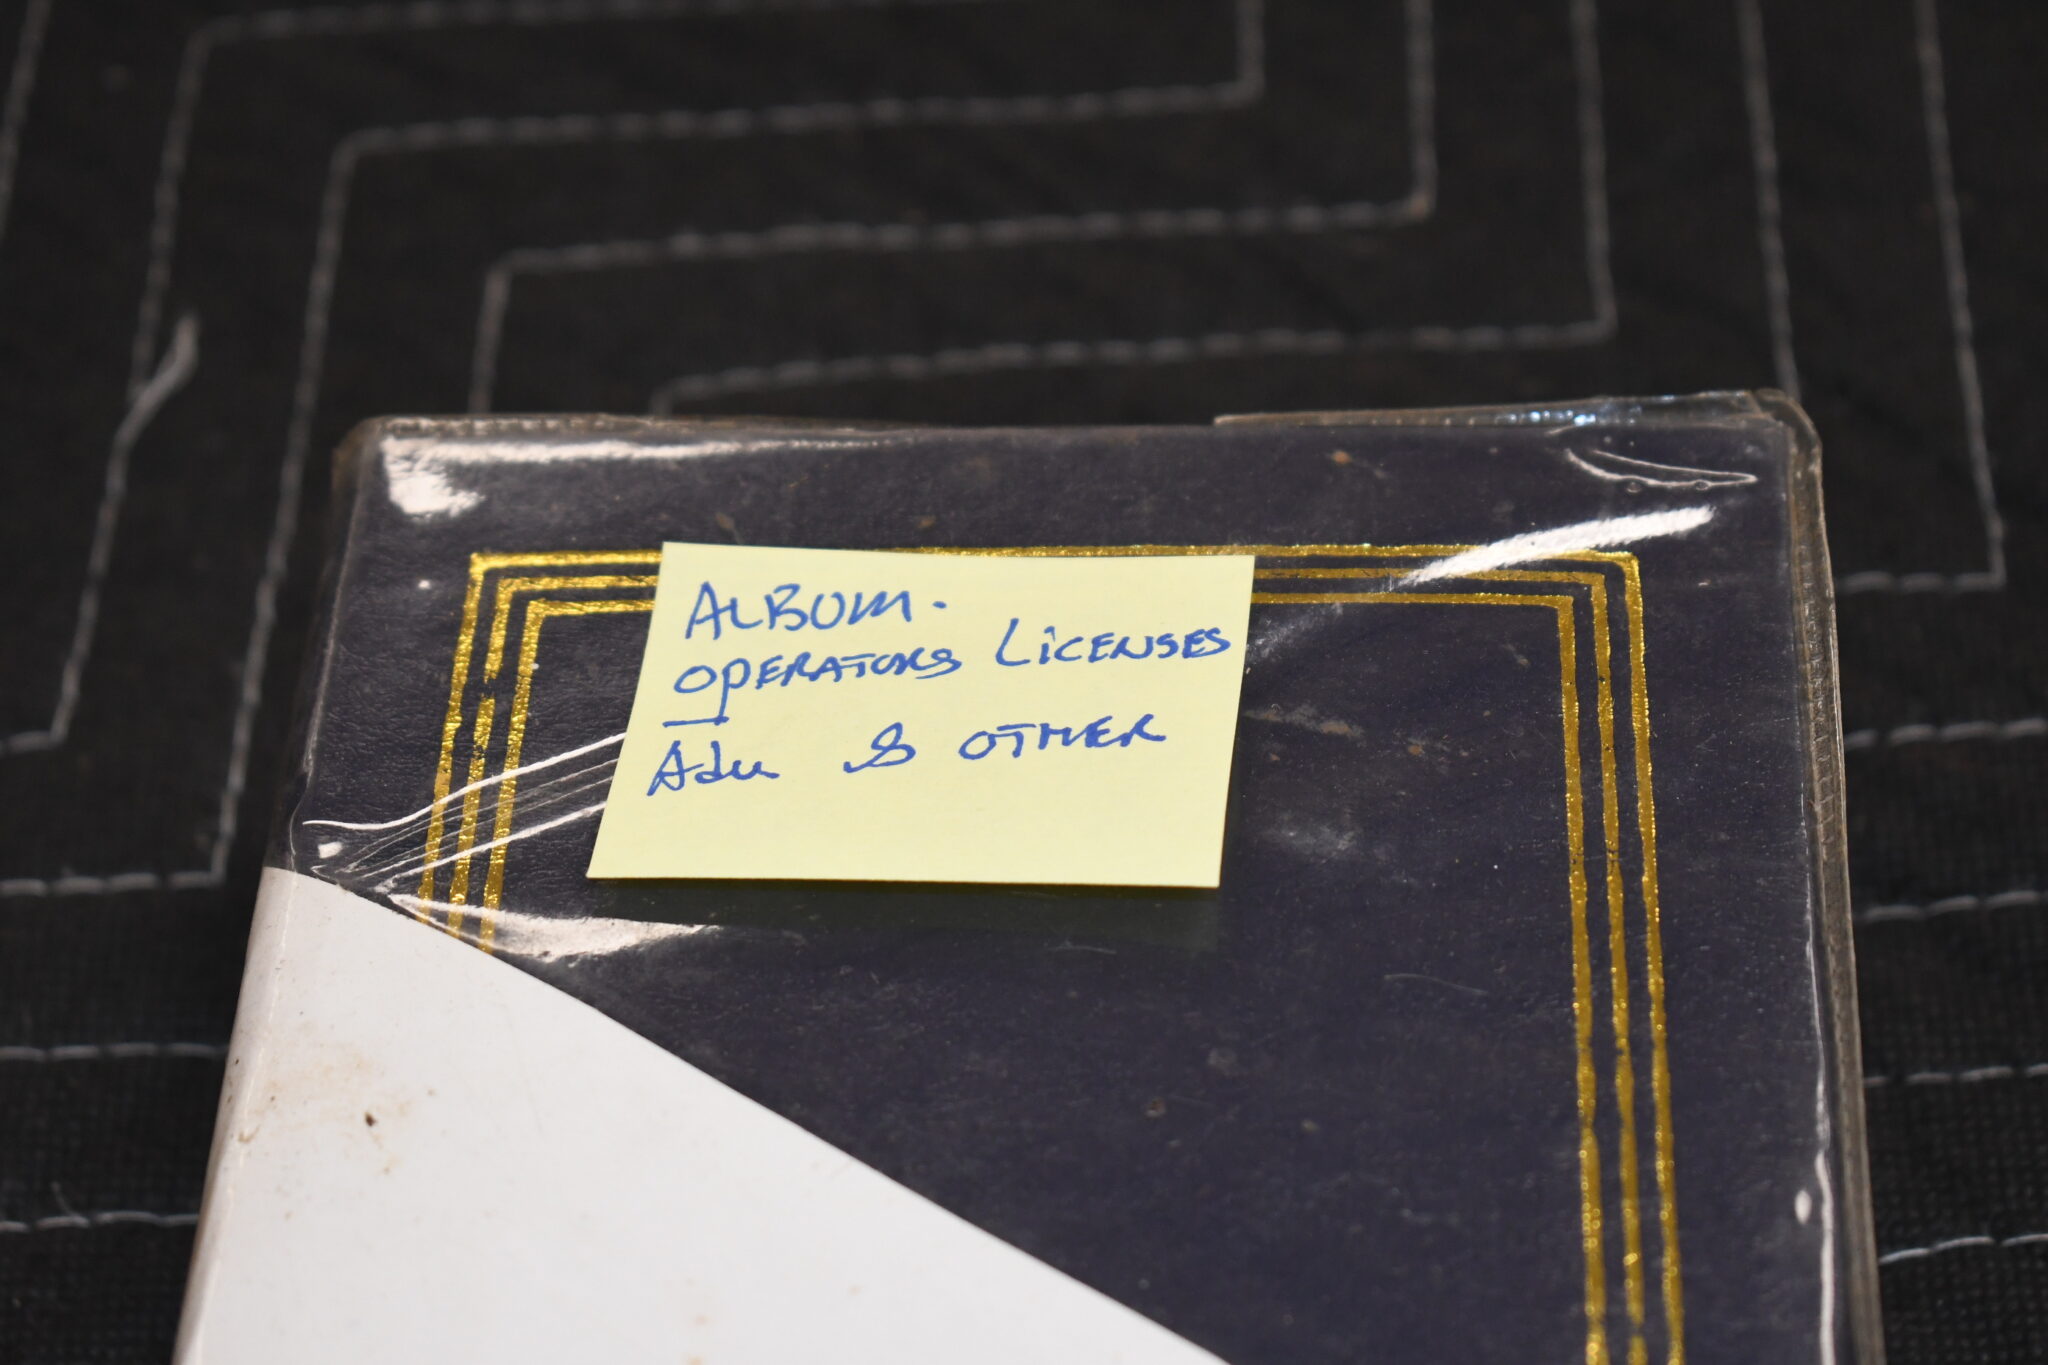 ALBUM.
OPERATORS LICENSES
Adu & OTHER